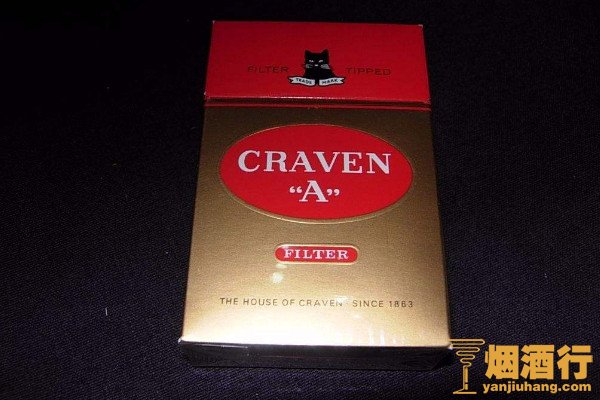 FILTER TIPPED
TRADE MARK
CRAVEN
“A”
FILTER
THE HOUSE OF CRAVEN · SINCE 1863
烟酒行
yanjiuhang.com